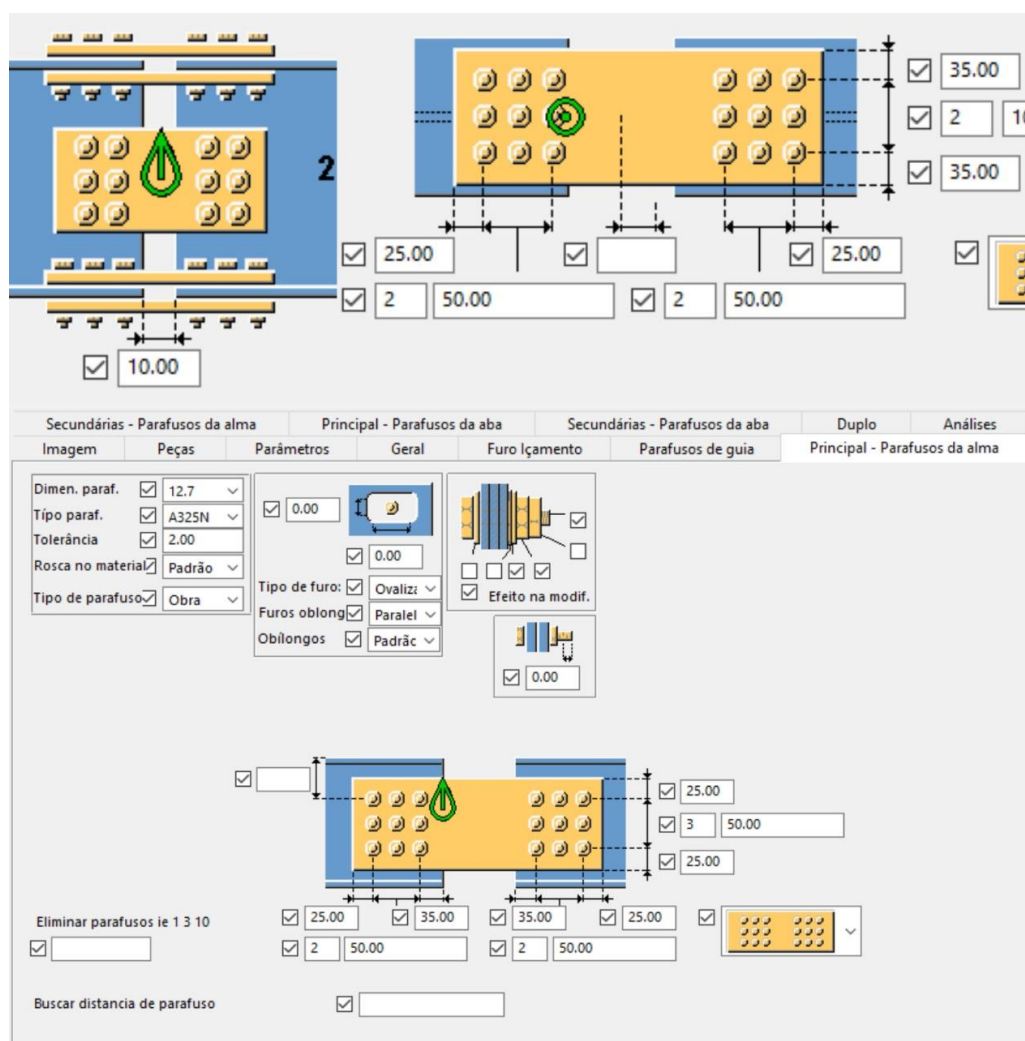 35.00
2 10
2
35.00
25.00 25.00
2 50.00 2 50.00
10.00
Secundárias - Parafusos da alma Principal - Parafusos da aba Secundárias - Parafusos da aba Duplo Análises
Imagem Peças Parâmetros Geral Furo Içamento Parafusos de guia Principal - Parafusos da alma
Dimen. paraf. 12.7
Típo paraf. A325N
Tolerância 2.00
Rosca no material Padrão
Tipo de parafuso Obra
0.00
0.00
Tipo de furo: Ovaliza
Furos oblong Paralel
Obílongos Padrãc
Efeito na modif.
0.00
25.00
3 50.00
25.00
Eliminar parafusos ie 1 3 10
25.00 35.00 35.00 25.00
2 50.00 2 50.00
Buscar distancia de parafuso